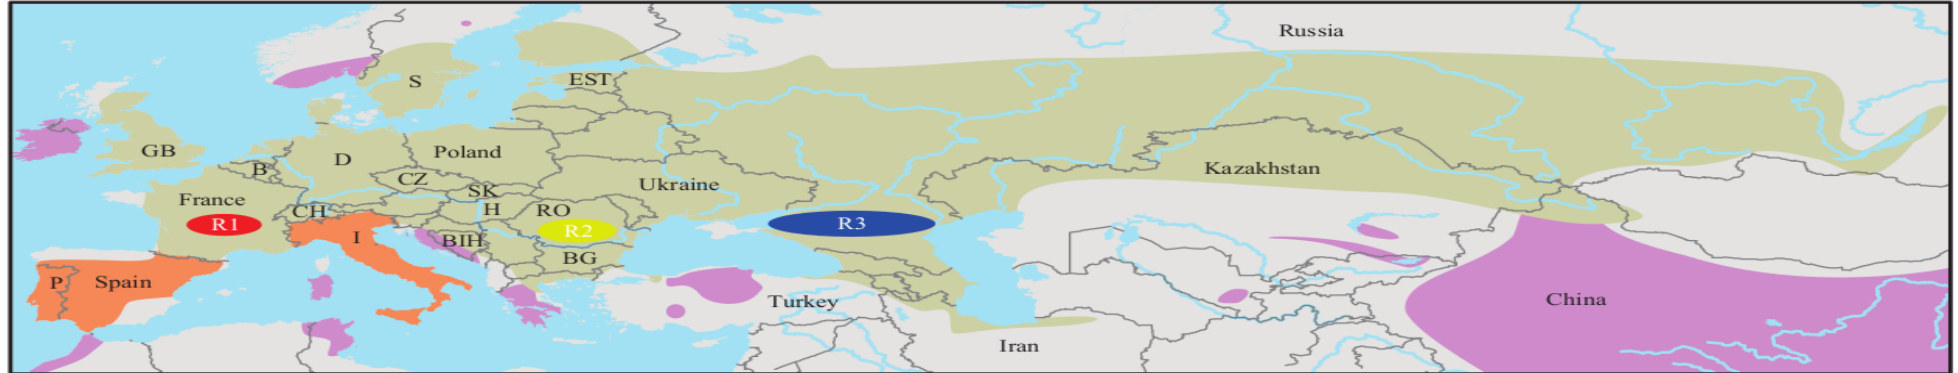 Russia
S
EST
GB
B
D
Poland
CZ
SK
Ukraine
Kazakhstan
France
CH
H
RO
R1
R2
R3
I
BIH
BG
P
Spain
Turkey
China
Iran